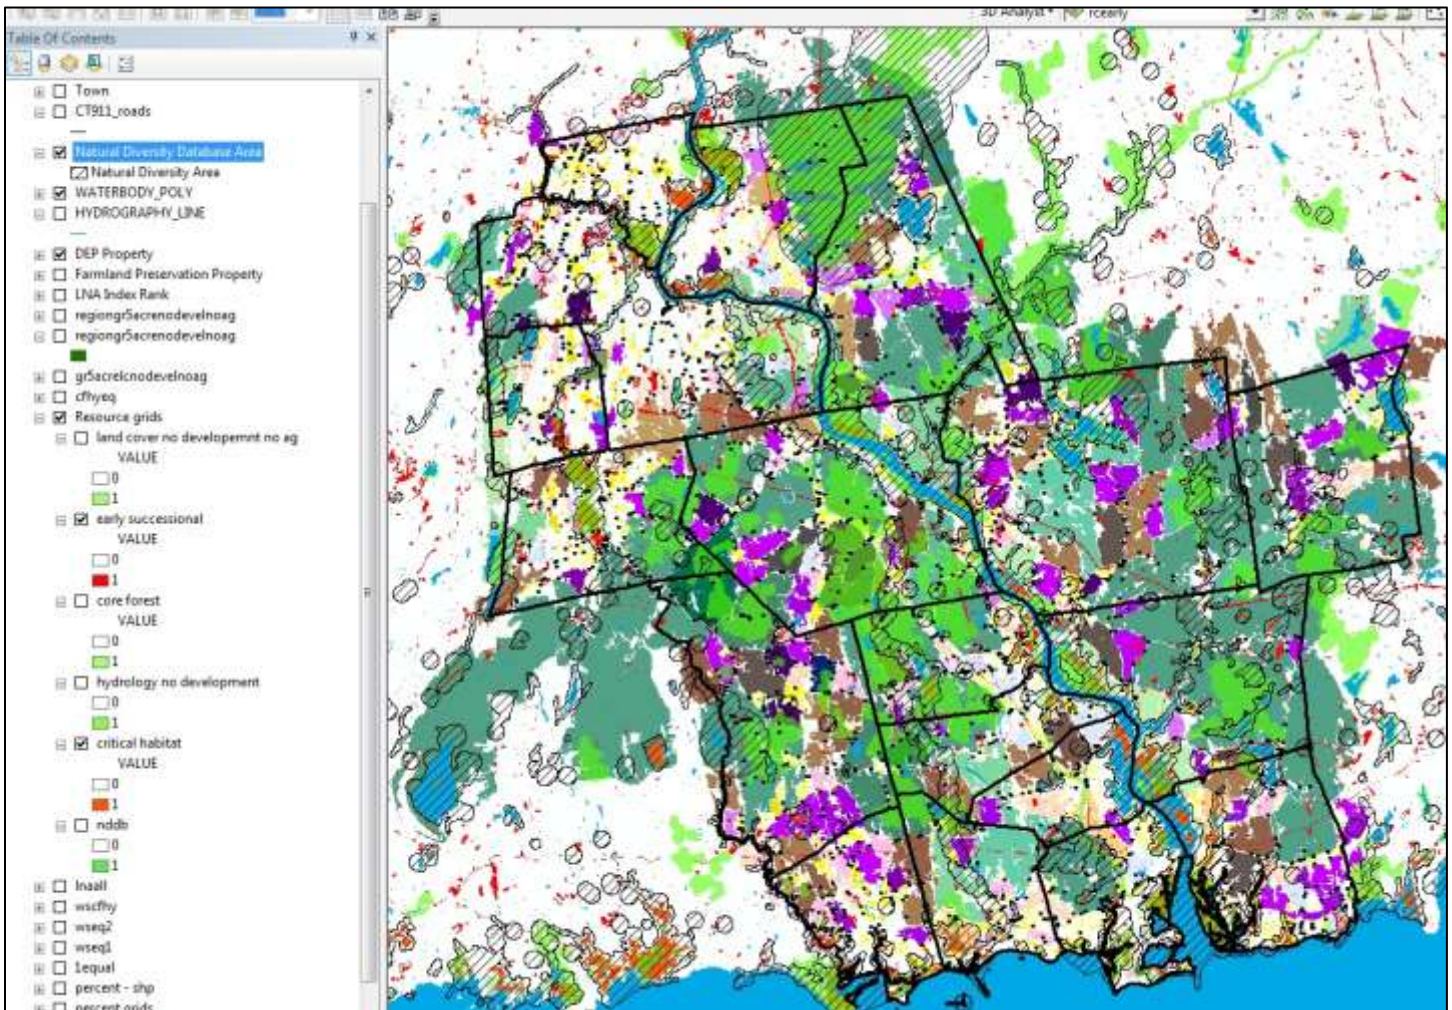 3D Analyst
rcearly
Table Of Contents
Town
CT911_roads
Natural Diversity Database Area
Natural Diversity Area
WATERBODY_POLY
HYDROGRAPHY_LINE
DEP Property
Farmland Preservation Property
LNA Index Rank
regiongr5acrenodevelnoag
regiongr5acrenodevelnoag
gr5acrelcnodevelnoag
cfhyeq
Resource grids
land cover no developemnt no ag
VALUE
0
1
early successional
VALUE
0
1
core forest
VALUE
0
1
hydrology no development
0
1
critical habitat
VALUE
0
1
nddb
0
1
lnaall
wscfhy
wseq2
wseq1
1equal
percent - shp
percent grids